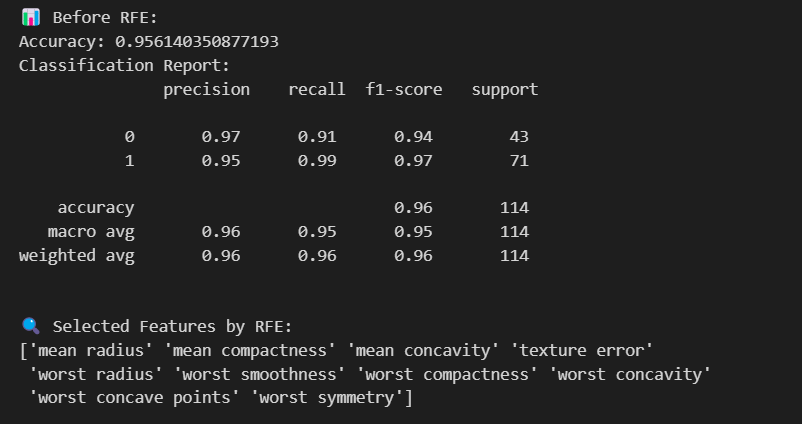 📊 Before RFE:
Accuracy: 0.956140350877193
Classification Report:
              precision    recall  f1-score   support

           0       0.97      0.91      0.94        43
           1       0.95      0.99      0.97        71

    accuracy                           0.96       114
   macro avg       0.96      0.95      0.95       114
weighted avg       0.96      0.96      0.96       114

🔍 Selected Features by RFE:
['mean radius' 'mean compactness' 'mean concavity' 'texture error'
 'worst radius' 'worst smoothness' 'worst compactness' 'worst concavity'
 'worst concave points' 'worst symmetry']